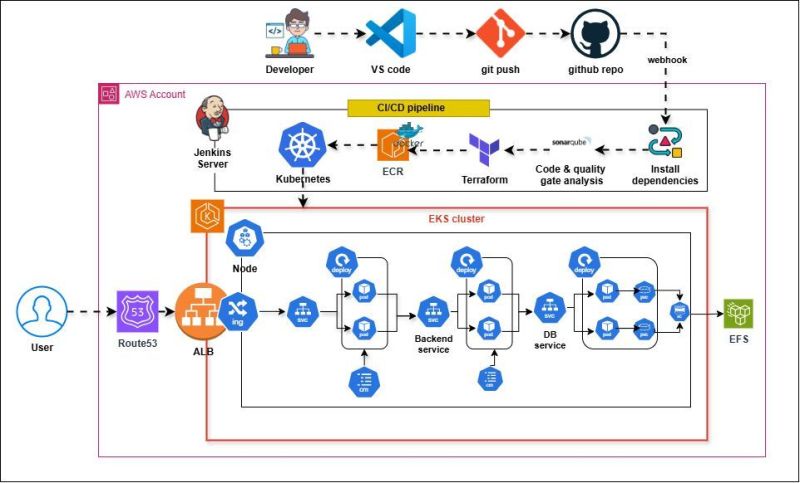 Developer
VS code
git push
github repo
webhook
AWS Account
CI/CD pipeline
Jenkins
Server
Kubernetes
ECR
docker
Terraform
sonarqube
Code & quality
gate analysis
Install
dependencies
EKS cluster
Node
deploy
deploy
deploy
pod
pod
pod
pvc
User
53
Route53
ALB
ing
svc
svc
Backend
service
svc
DB
service
sc
pod
pod
pod
pvc
cm
cm
EFS